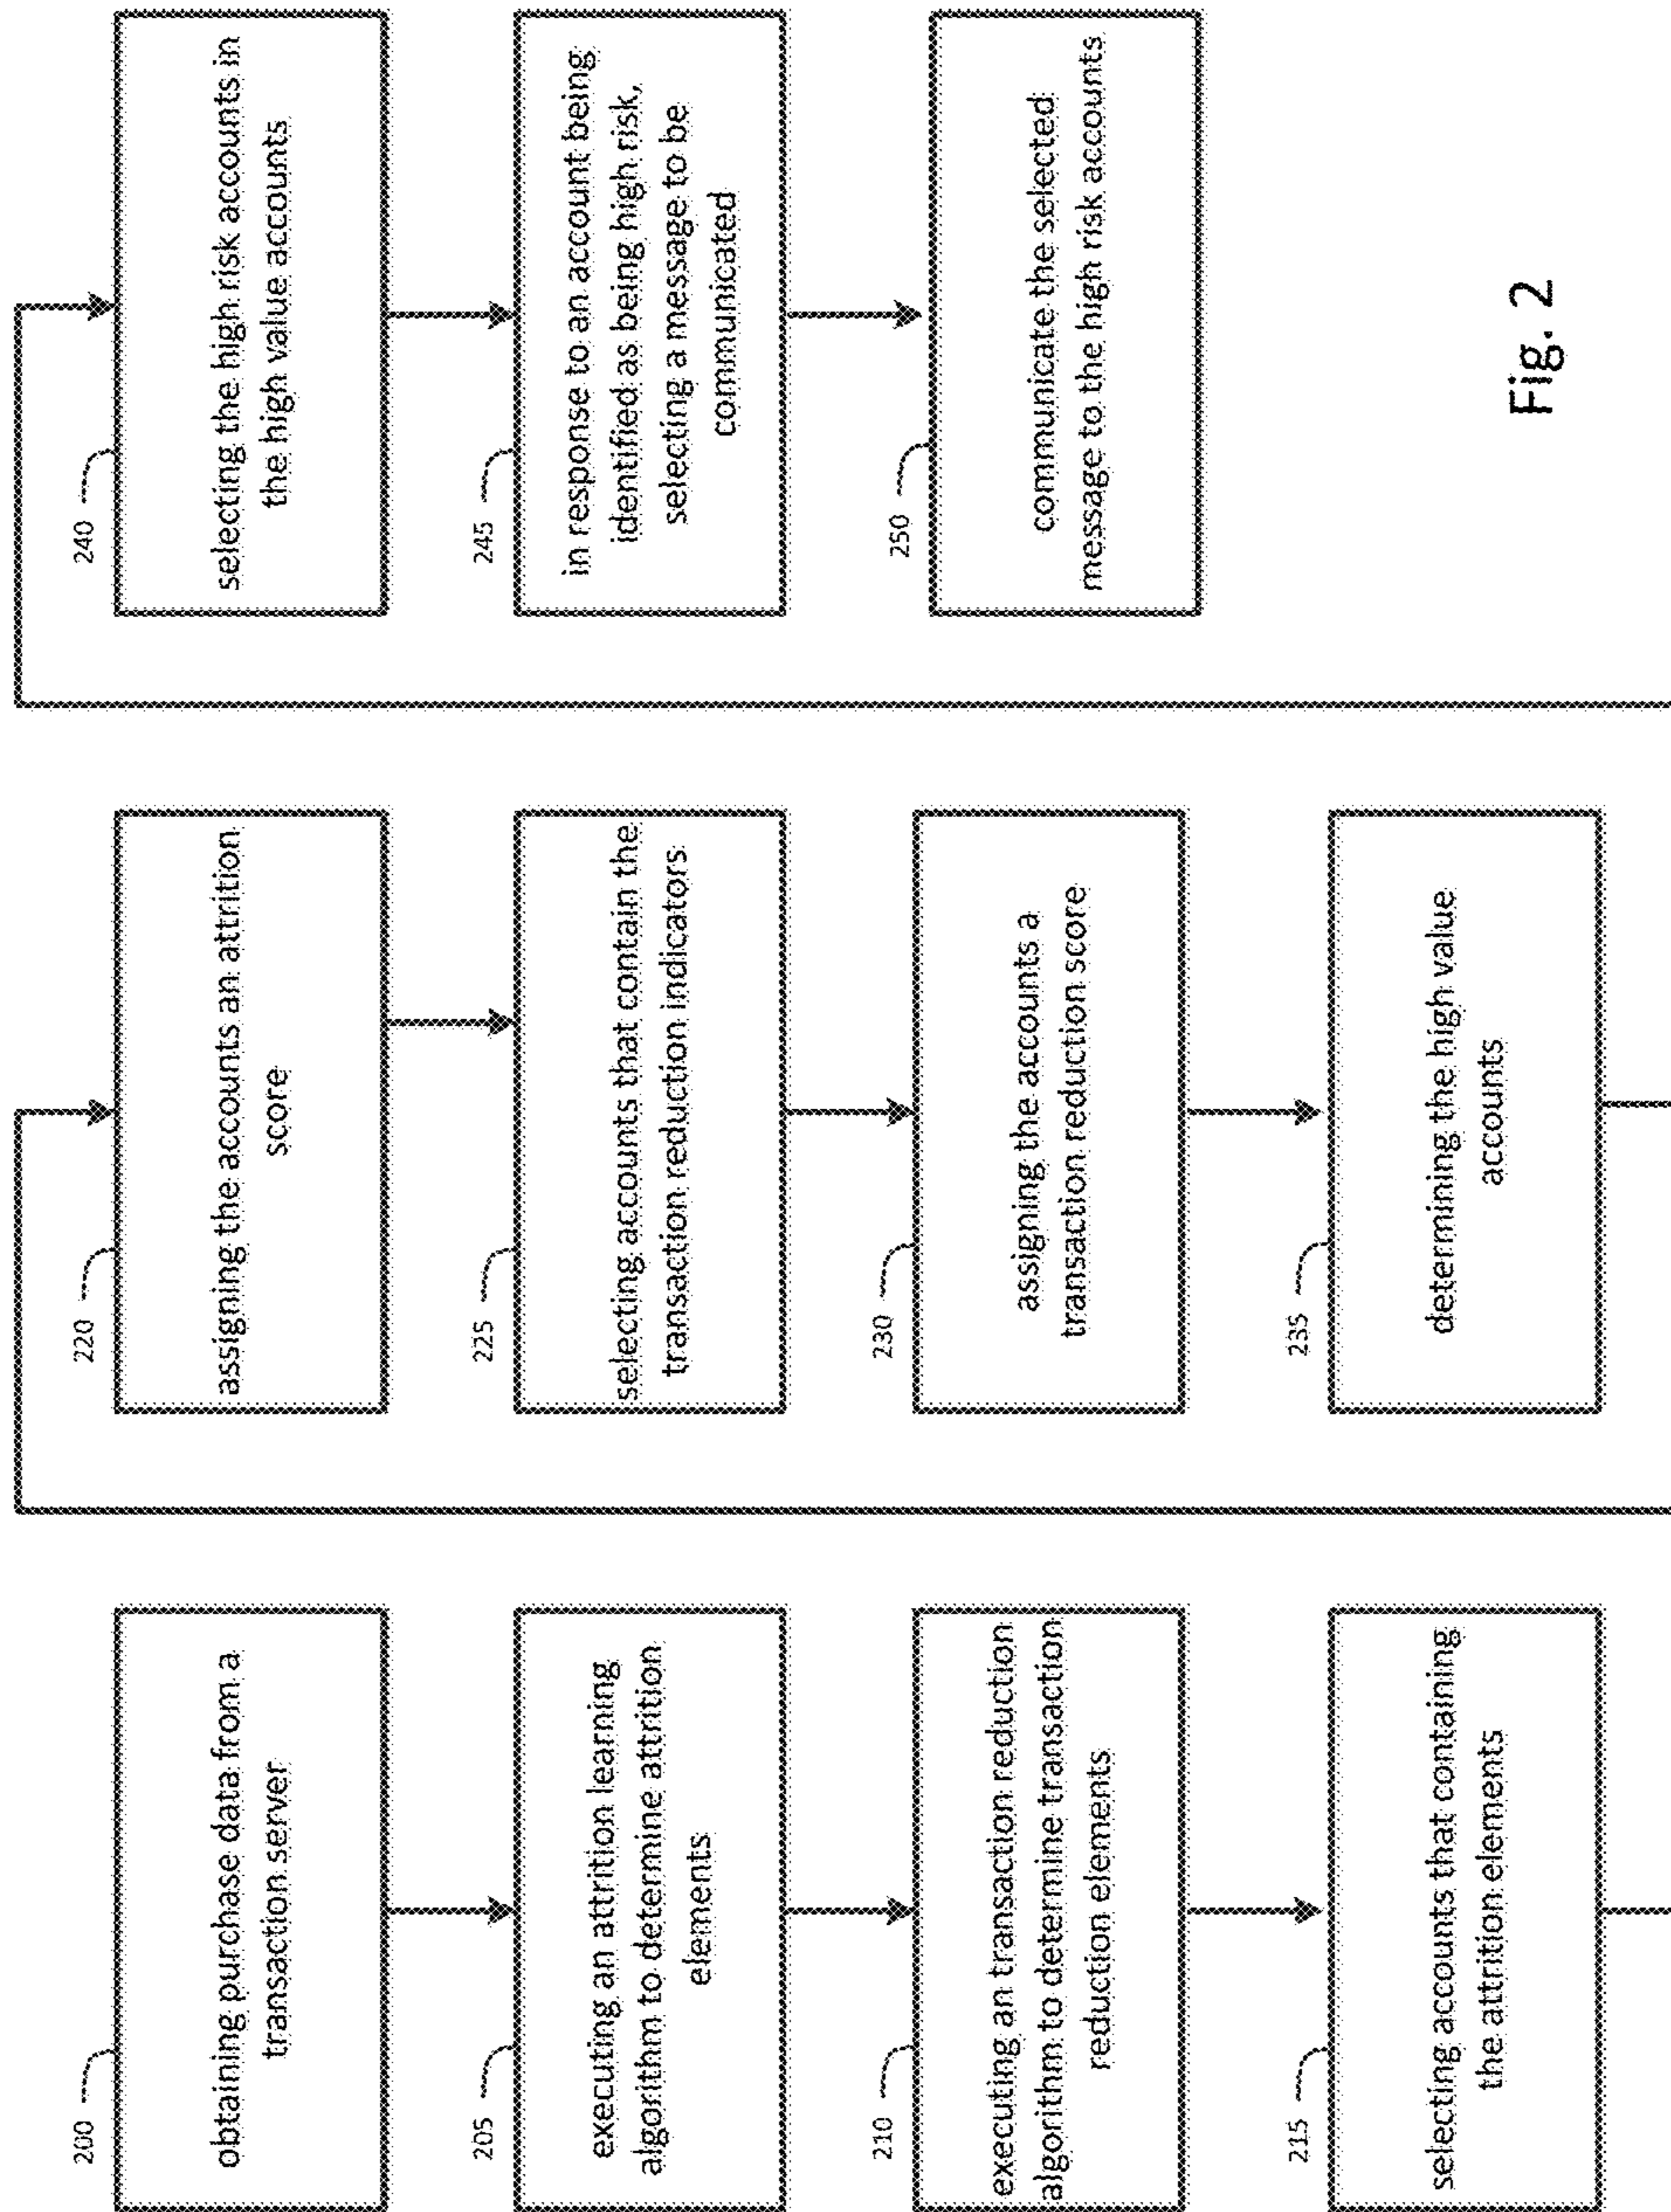 200
obtaining purchase data from a
transaction server
205
executing an attrition learning
algorithm to determine attrition
elements
210
executing an transaction reduction
algorithm to determine transaction
reduction elements
215
selecting accounts that containing
the attrition elements
220
assigning the accounts an attrition
score
225
selecting accounts that contain the
transaction reduction indicators
230
assigning the accounts a
transaction reduction score
235
determining the high value
accounts
240
selecting the high risk accounts in
the high value accounts
245
in response to an account being
identified as being high risk,
selecting a message to be
communicated
250
communicate the selected
message to the high risk accounts
Fig. 2